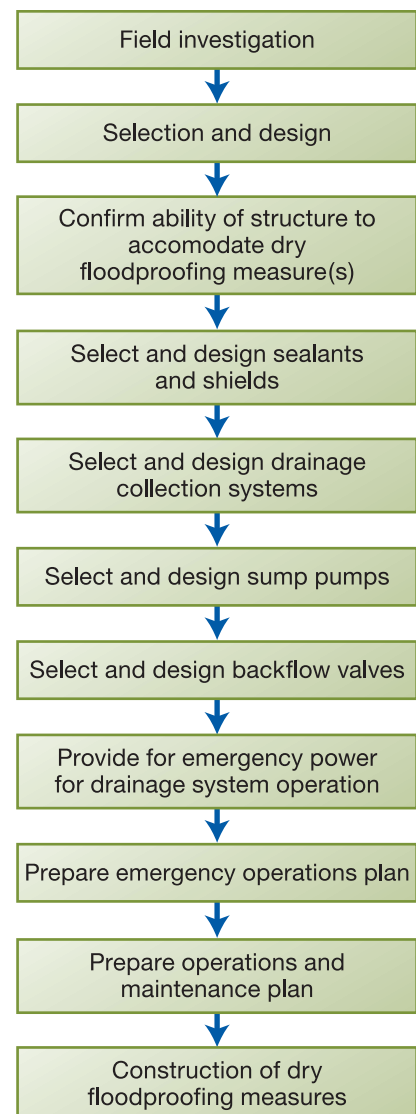 Field investigation
Selection and design
Confirm ability of structure to
accomodate dry
floodproofing measure(s)
Select and design sealants
and shields
Select and design drainage
collection systems
Select and design sump pumps
Select and design backflow valves
Provide for emergency power
for drainage system operation
Prepare emergency operations plan
Prepare operations and
maintenance plan
Construction of dry
floodproofing measures